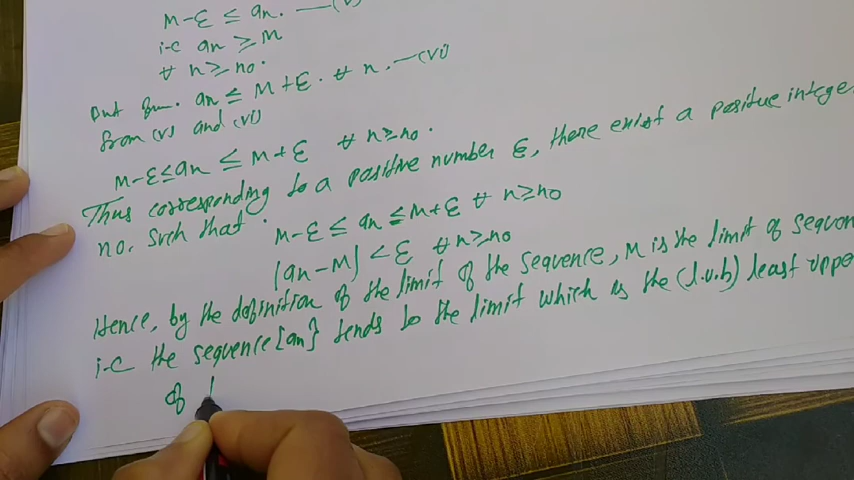 M-ε ≤ an. —(v)
i-e an ≥ M
∀ n ≥ no.
But from. an ≤ M+ε. ∀ n. —(vi)
from (v) and (vi)
M-ε ≤ an ≤ M+ε ∀ n ≥ no.
Thus corresponding to a positive number ε, there exist a positive intege
no, such that.
M-ε ≤ an ≤ M+ε ∀ n ≥ no
|an-M| < ε ∀ n ≥ no
Hence, by the definition of the limit of the sequence, M is the limit of sequen
i-e the sequence {an} tends to the limit which is the (l.u.b) least uppe
of